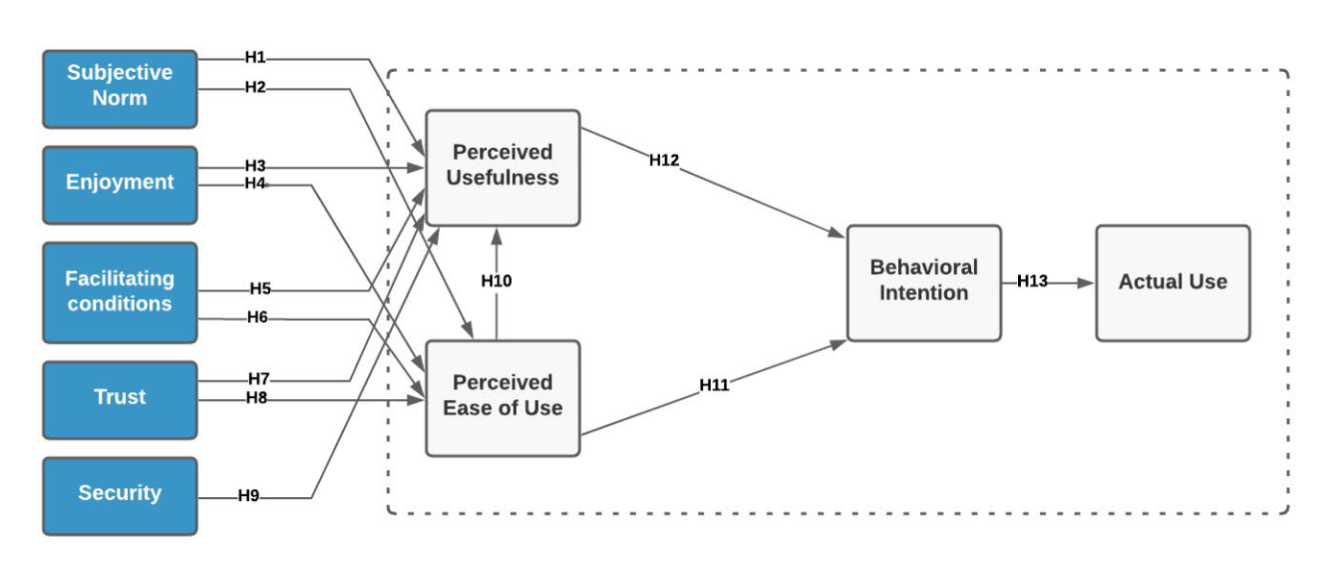 Subjective
Norm
Enjoyment
Facilitating
conditions
Trust
Security
H1
H2
H3
H4
H5
H6
H7
H8
H9
Perceived
Usefulness
H10
Perceived
Ease of Use
H12
H11
Behavioral
Intention
H13
Actual Use